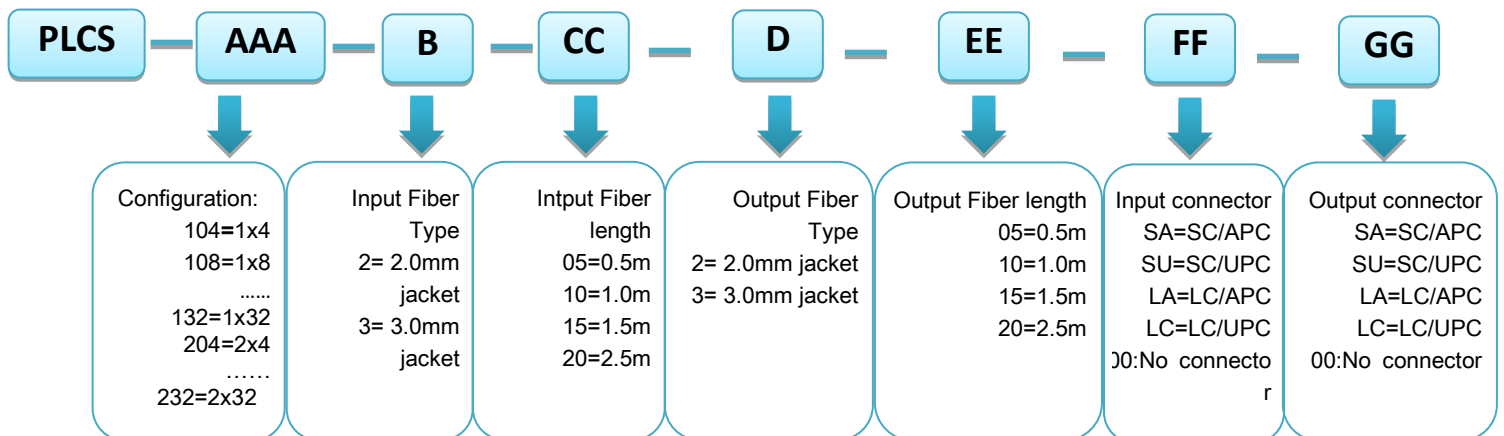 PLCS – AAA – B – CC – D – EE – FF – GG
Configuration:
104=1x4
108=1x8
......
132=1x32
204=2x4
……
232=2x32
Input Fiber
Type
2= 2.0mm
jacket
3= 3.0mm
jacket
Intput Fiber
length
05=0.5m
10=1.0m
15=1.5m
20=2.5m
Output Fiber
Type
2= 2.0mm jacket
3= 3.0mm jacket
Output Fiber length
05=0.5m
10=1.0m
15=1.5m
20=2.5m
Input connector
SA=SC/APC
SU=SC/UPC
LA=LC/APC
LC=LC/UPC
00:No connecto
r
Output connector
SA=SC/APC
SU=SC/UPC
LA=LC/APC
LC=LC/UPC
00:No connector